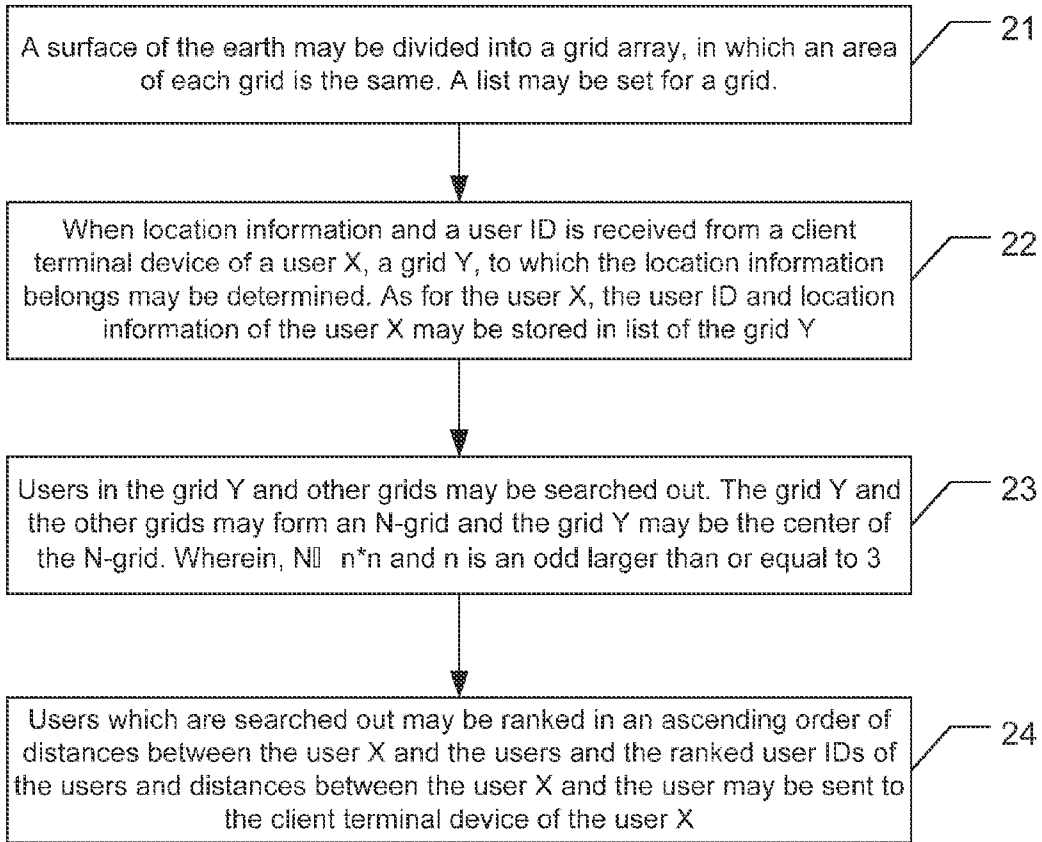 A surface of the earth may be divided into a grid array, in which an area
of each grid is the same. A list may be set for a grid.
21
When location information and a user ID is received from a client
terminal device of a user X, a grid Y, to which the location information
belongs may be determined. As for the user X, the user ID and location
information of the user X may be stored in list of the grid Y
22
Users in the grid Y and other grids may be searched out. The grid Y and
the other grids may form an N-grid and the grid Y may be the center of
the N-grid. Wherein, N▯ n*n and n is an odd larger than or equal to 3
23
Users which are searched out may be ranked in an ascending order of
distances between the user X and the users and the ranked user IDs of
the users and distances between the user X and the user may be sent to
the client terminal device of the user X
24